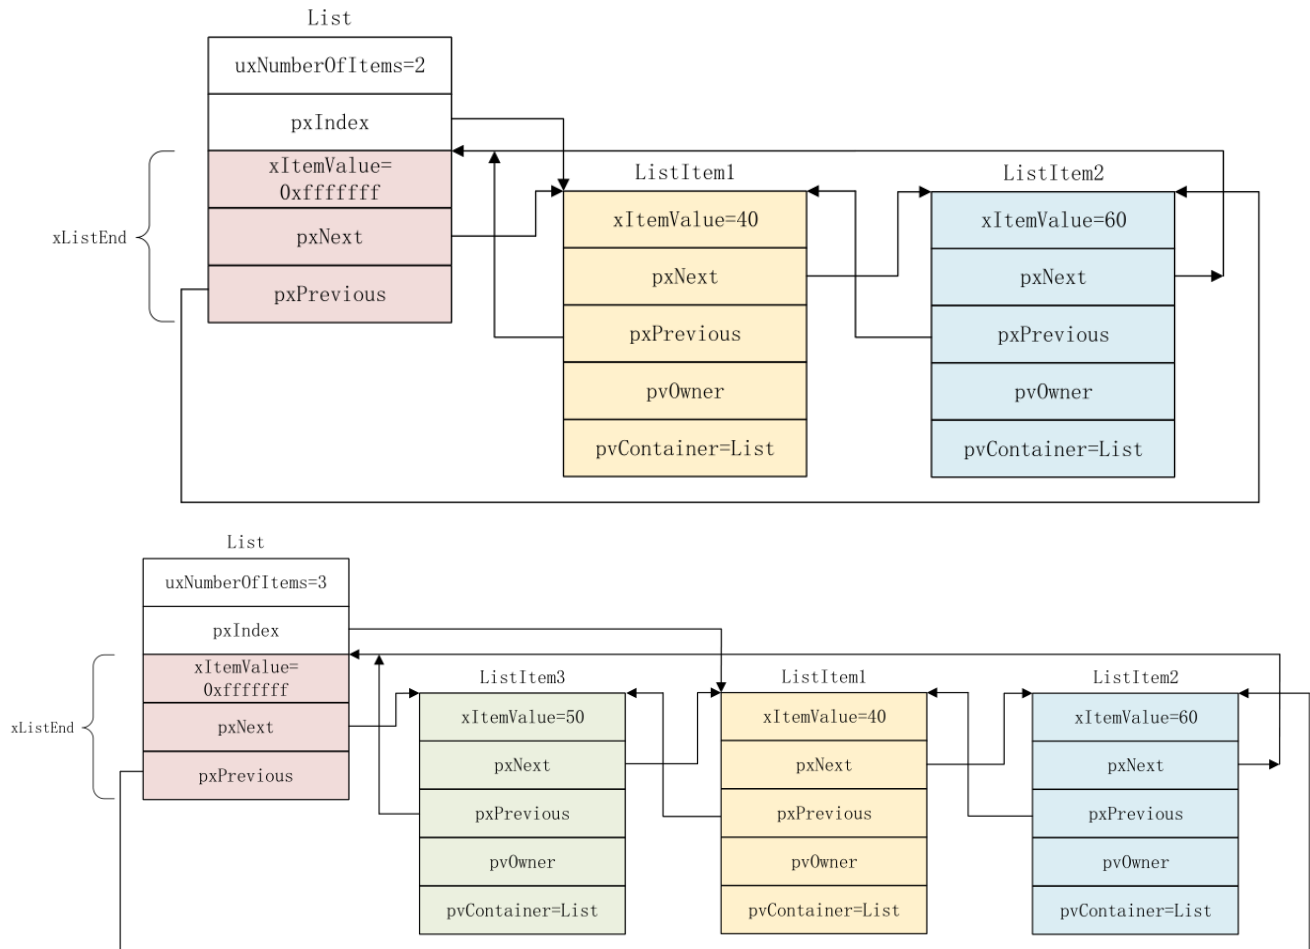 List
uxNumberOfItems=2
pxIndex
xItemValue=
0xfffffff
pxNext
pxPrevious
xListEnd
ListItem1
xItemValue=40
pxNext
pxPrevious
pvOwner
pvContainer=List
ListItem2
xItemValue=60
pxNext
pxPrevious
pvOwner
pvContainer=List
List
uxNumberOfItems=3
pxIndex
xItemValue=
0xfffffff
pxNext
pxPrevious
xListEnd
ListItem3
xItemValue=50
pxNext
pxPrevious
pvOwner
pvContainer=List
ListItem1
xItemValue=40
pxNext
pxPrevious
pvOwner
pvContainer=List
ListItem2
xItemValue=60
pxNext
pxPrevious
pvOwner
pvContainer=List